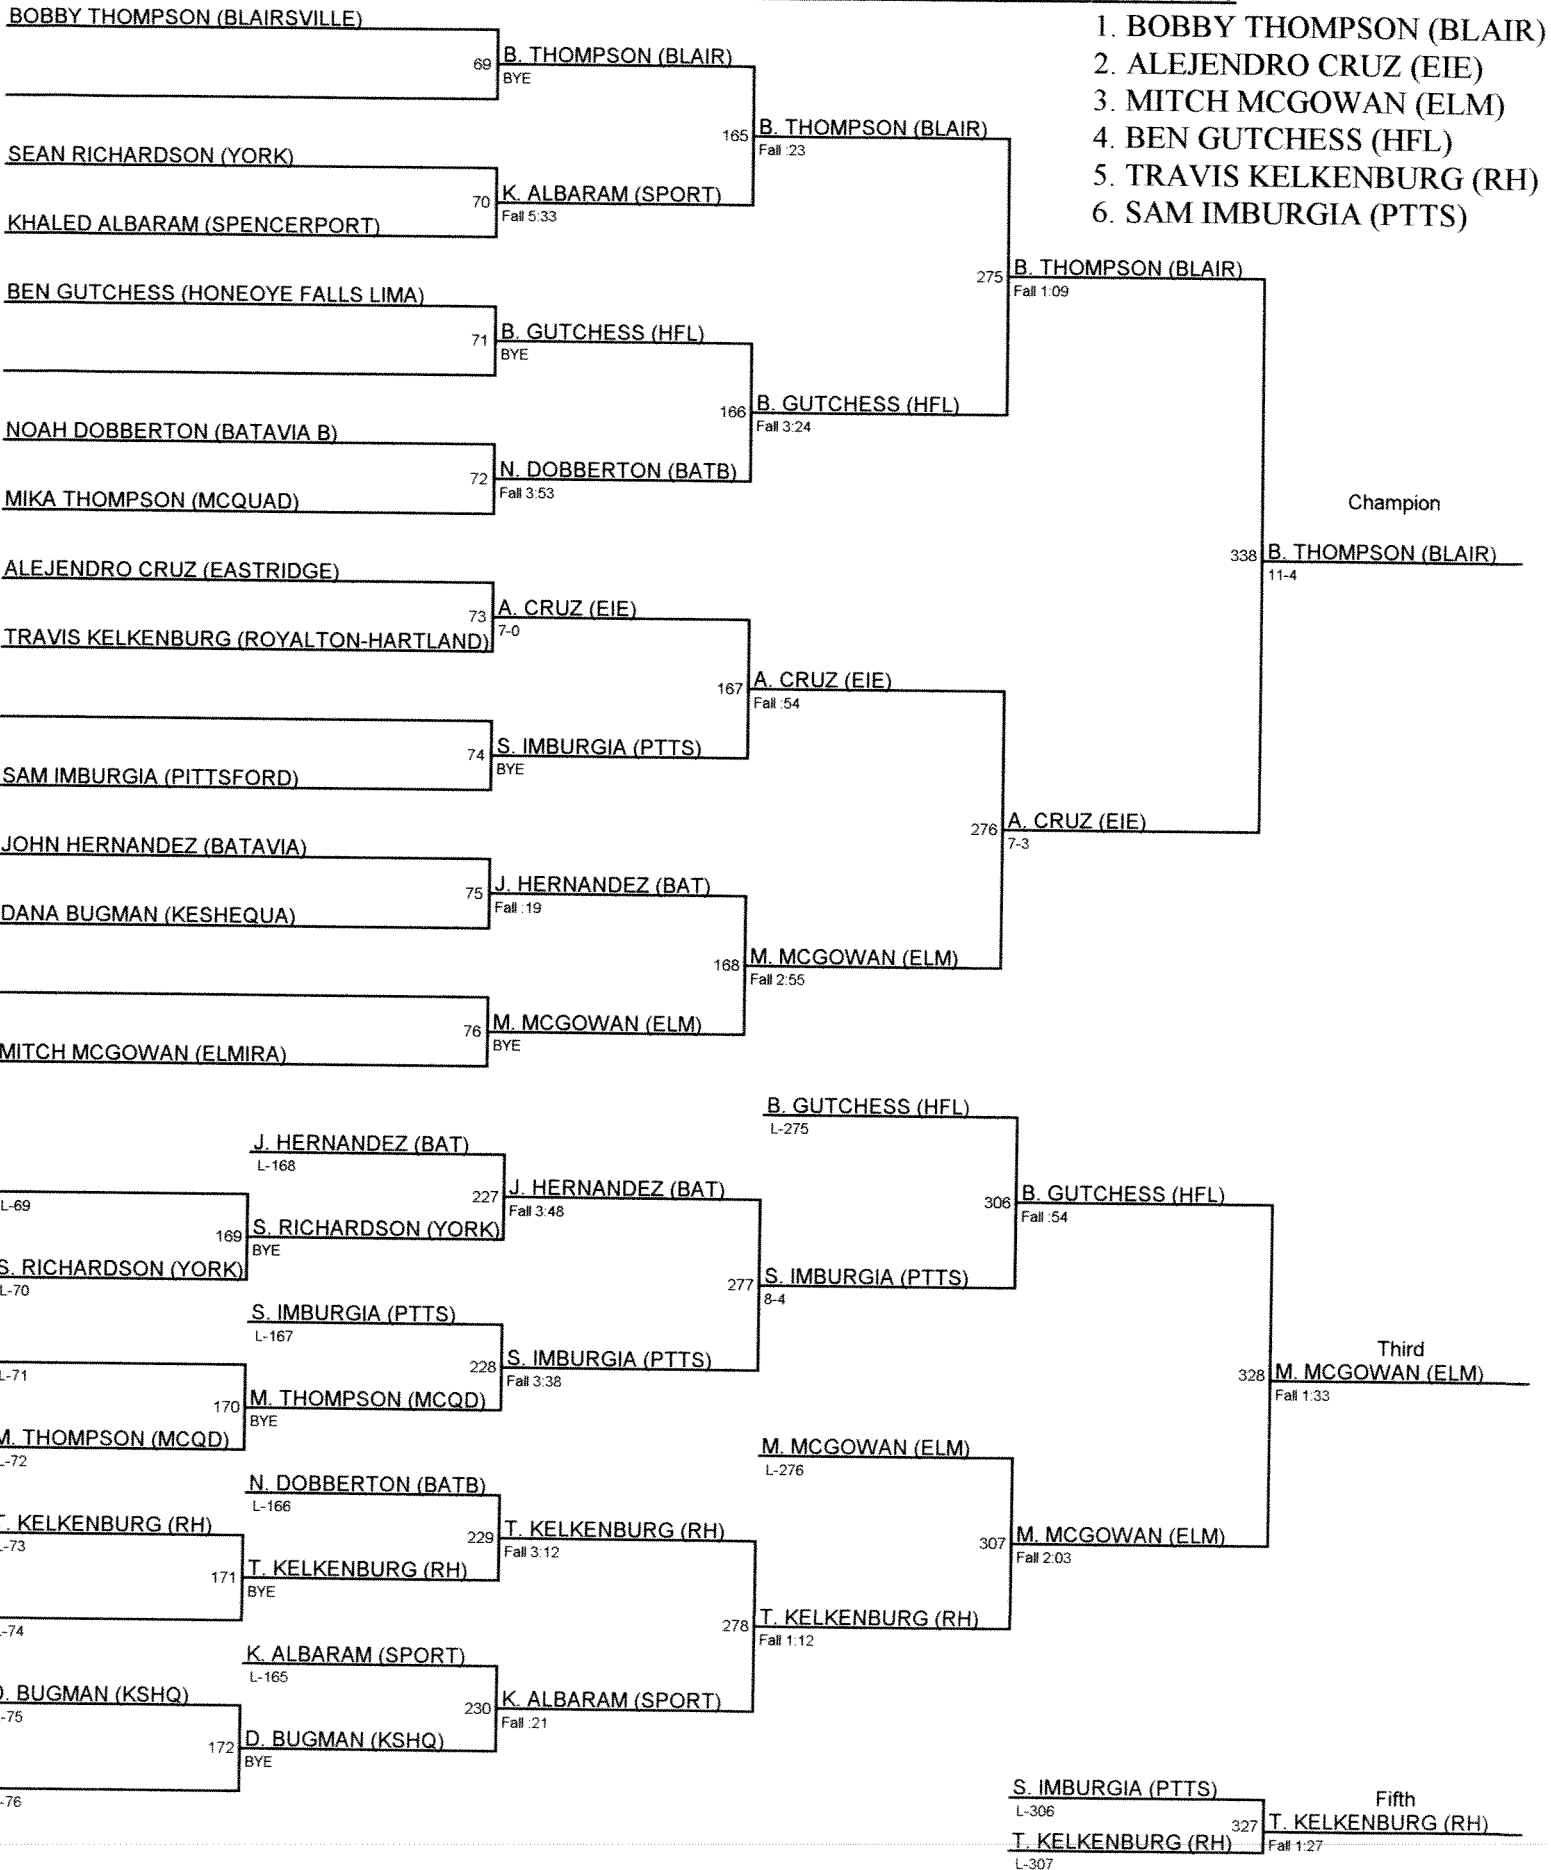 BOBBY THOMPSON (BLAIRSVILLE)
69
B. THOMPSON (BLAIR)
BYE
SEAN RICHARDSON (YORK)
KHALED ALBARAM (SPENCERPORT)
70
K. ALBARAM (SPORT)
Fall 5:33
165
B. THOMPSON (BLAIR)
Fall :23
BEN GUTCHESS (HONEOYE FALLS LIMA)
71
B. GUTCHESS (HFL)
BYE
NOAH DOBBERTON (BATAVIA B)
MIKA THOMPSON (MCQUAD)
72
N. DOBBERTON (BATB)
Fall 3:53
166
B. GUTCHESS (HFL)
Fall 3:24
275
B. THOMPSON (BLAIR)
Fall 1:09
1. BOBBY THOMPSON (BLAIR)
2. ALEJENDRO CRUZ (EIE)
3. MITCH MCGOWAN (ELM)
4. BEN GUTCHESS (HFL)
5. TRAVIS KELKENBURG (RH)
6. SAM IMBURGIA (PTTS)
ALEJENDRO CRUZ (EASTRIDGE)
TRAVIS KELKENBURG (ROYALTON-HARTLAND)
73
A. CRUZ (EIE)
7-0
SAM IMBURGIA (PITTSFORD)
74
S. IMBURGIA (PTTS)
BYE
167
A. CRUZ (EIE)
Fall :54
JOHN HERNANDEZ (BATAVIA)
DANA BUGMAN (KESHEQUA)
75
J. HERNANDEZ (BAT)
Fall :19
MITCH MCGOWAN (ELMIRA)
76
M. MCGOWAN (ELM)
BYE
168
M. MCGOWAN (ELM)
Fall 2:55
276
A. CRUZ (EIE)
7-3
Champion
338
B. THOMPSON (BLAIR)
11-4
L-69
S. RICHARDSON (YORK)
L-70
169
S. RICHARDSON (YORK)
BYE
J. HERNANDEZ (BAT)
L-168
227
J. HERNANDEZ (BAT)
Fall 3:48
L-71
M. THOMPSON (MCQD)
L-72
170
M. THOMPSON (MCQD)
BYE
S. IMBURGIA (PTTS)
L-167
228
S. IMBURGIA (PTTS)
Fall 3:38
277
S. IMBURGIA (PTTS)
8-4
B. GUTCHESS (HFL)
L-275
306
B. GUTCHESS (HFL)
Fall :54
T. KELKENBURG (RH)
-73
-74
171
T. KELKENBURG (RH)
BYE
N. DOBBERTON (BATB)
L-166
229
T. KELKENBURG (RH)
Fall 3:12
D. BUGMAN (KSHQ)
-75
-76
172
D. BUGMAN (KSHQ)
BYE
K. ALBARAM (SPORT)
L-165
230
K. ALBARAM (SPORT)
Fall :21
278
T. KELKENBURG (RH)
Fall 1:12
M. MCGOWAN (ELM)
L-276
307
M. MCGOWAN (ELM)
Fall 2:03
Third
328
M. MCGOWAN (ELM)
Fall 1:33
S. IMBURGIA (PTTS)
L-306
T. KELKENBURG (RH)
L-307
327
Fifth
T. KELKENBURG (RH)
Fall 1:27